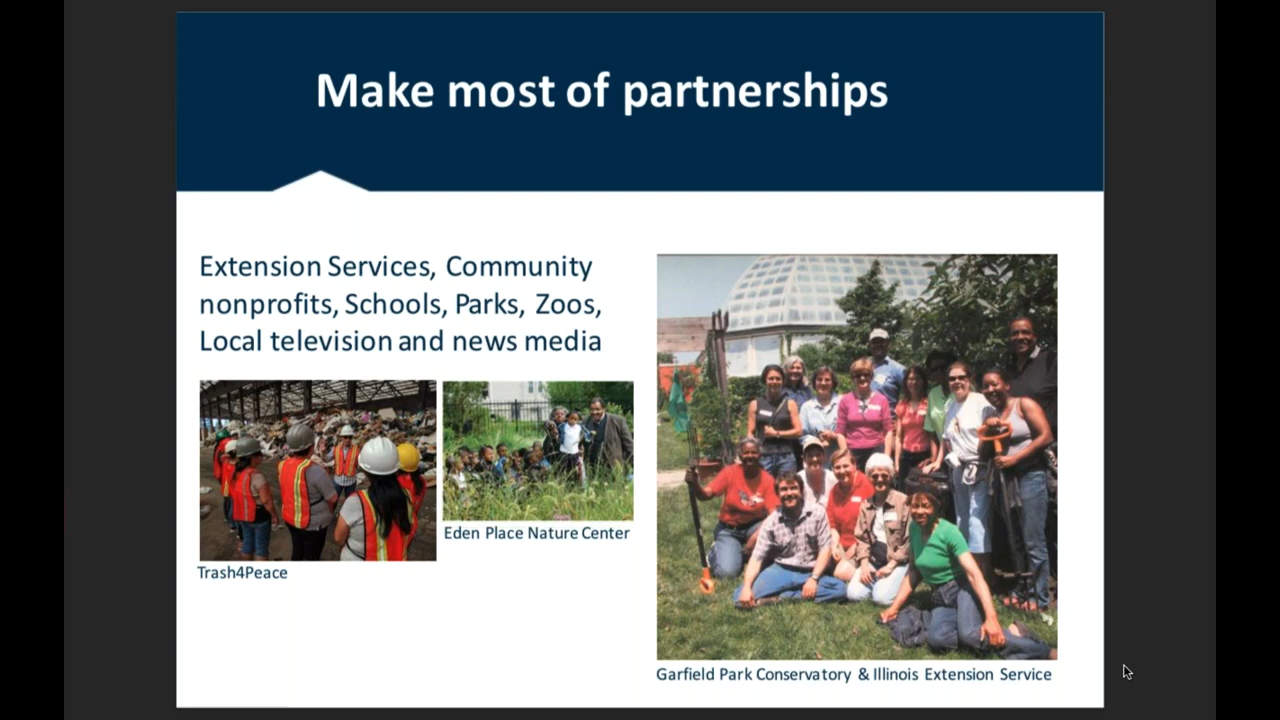 Make most of partnerships
Extension Services, Community
nonprofits, Schools, Parks, Zoos,
Local television and news media
Eden Place Nature Center
Trash4Peace
Garfield Park Conservatory & Illinois Extension Service